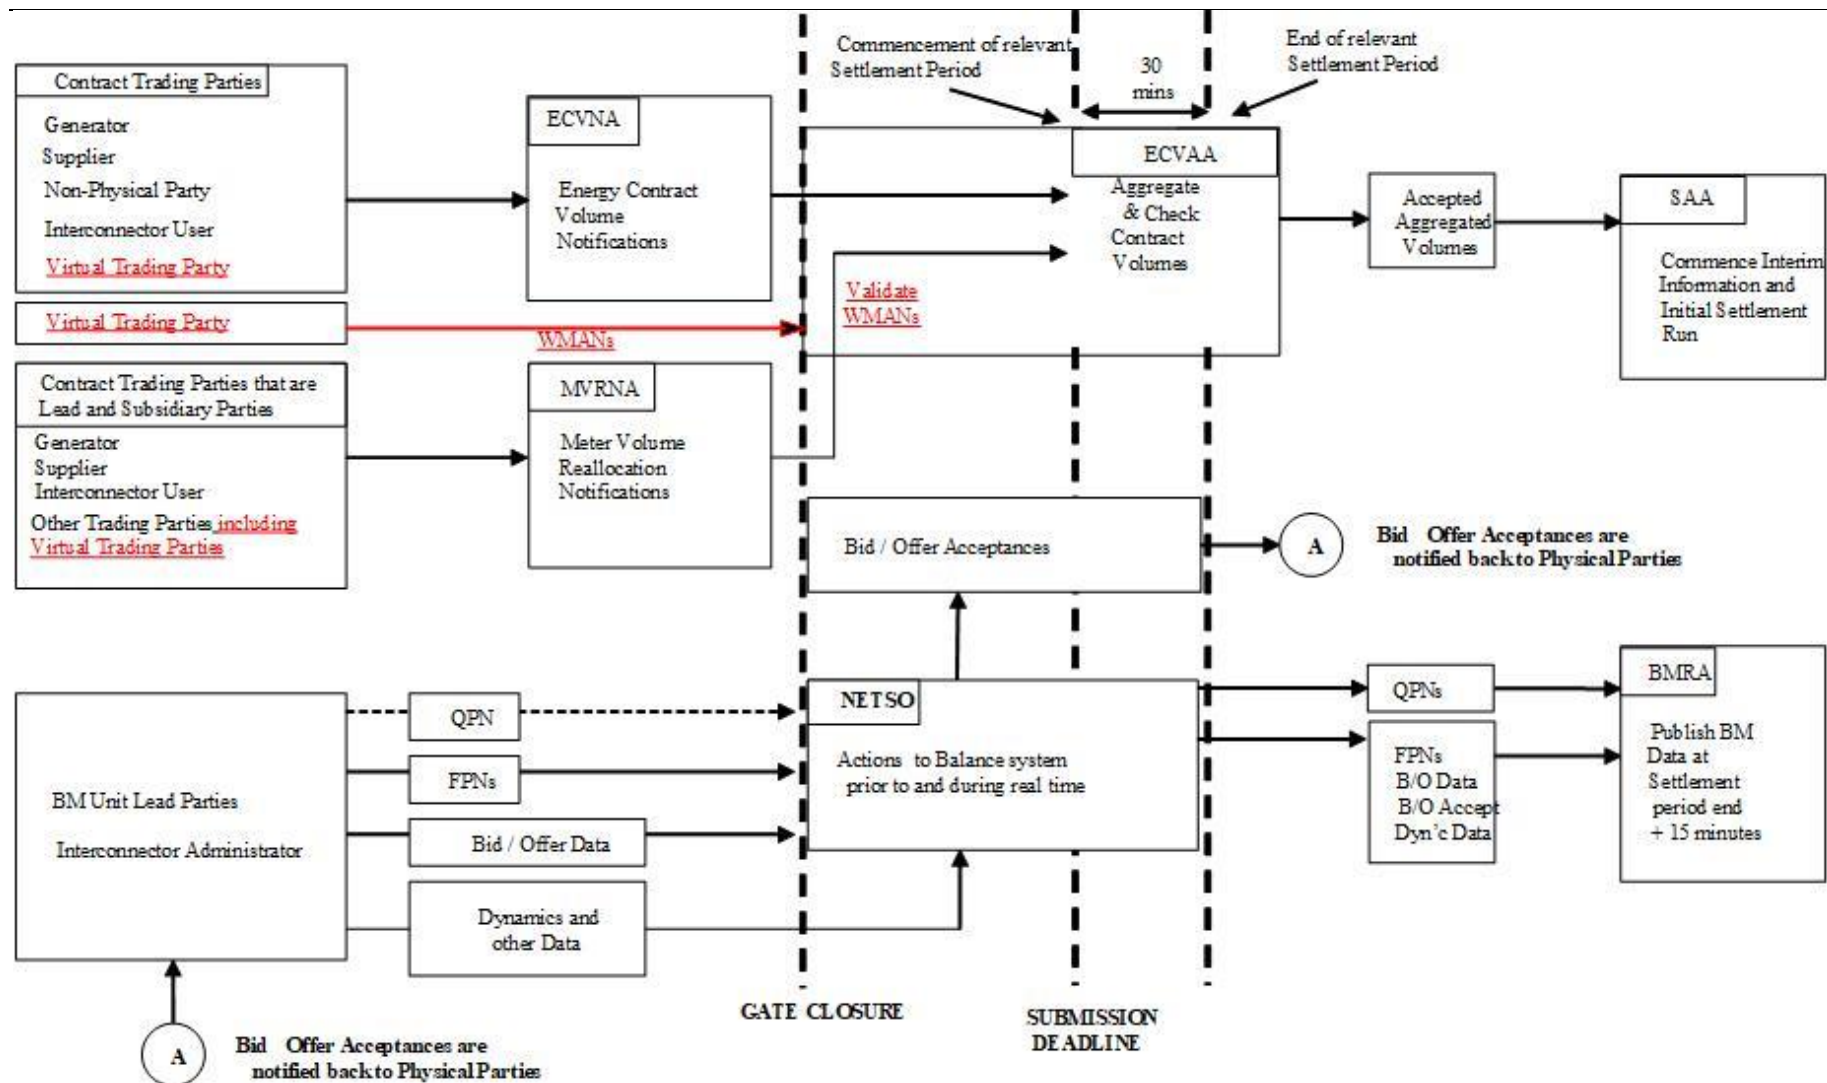 Commencement of relevant
Settlement Period
30
mins
End of relevant
Settlement Period
Contract Trading Parties
Generator
Supplier
Non-Physical Party
Interconnector User
Virtual Trading Party
ECVNA
Energy Contract
Volume
Notifications
ECVAA
Aggregate
& Check
Contract
Volumes
Accepted
Aggregated
Volumes
SAA
Commence Interim
Information and
Initial Settlement
Run
Virtual Trading Party
WMANs
Validate
WMANs
Contract Trading Parties that are
Lead and Subsidiary Parties
Generator
Supplier
Interconnector User
Other Trading Parties including
Virtual Trading Parties
MVRNA
Meter Volume
Reallocation
Notifications
Bid / Offer Acceptances
A
Bid Offer Acceptances are
notified back to Physical Parties
BM Unit Lead Parties
Interconnector Administrator
QPN
FPNs
Bid / Offer Data
Dynamics and
other Data
NETSO
Actions to Balance system
prior to and during real time
QPNs
FPNs
B/O Data
B/O Accept
Dyn'c Data
BMRA
Publish BM
Data at
Settlement
period end
+ 15 minutes
GATE CLOSURE
SUBMISSION
DEADLINE
A
Bid Offer Acceptances are
notified back to Physical Parties